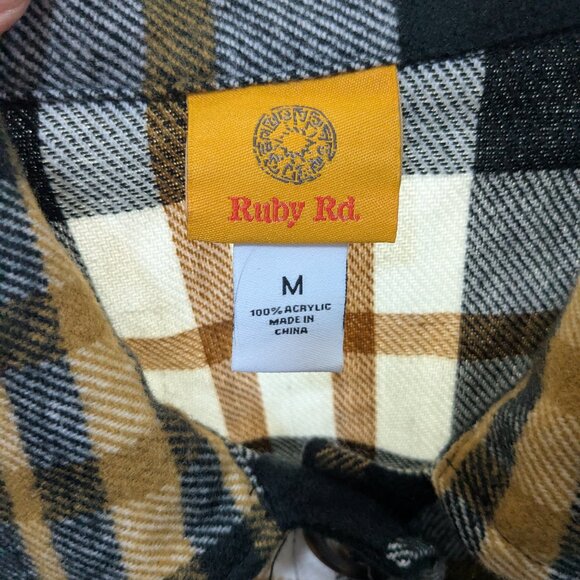 Ruby Rd.
M
100% ACRYLIC
MADE IN
CHINA